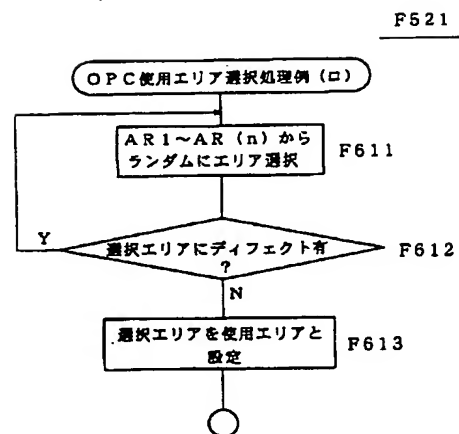 F521
OPC使用エリア選択処理例(ロ)
AR1〜AR(n)から
ランダムにエリア選択
F611
Y
選択エリアにディフェクト有
?
F612
N
選択エリアを使用エリアと
設定
F613